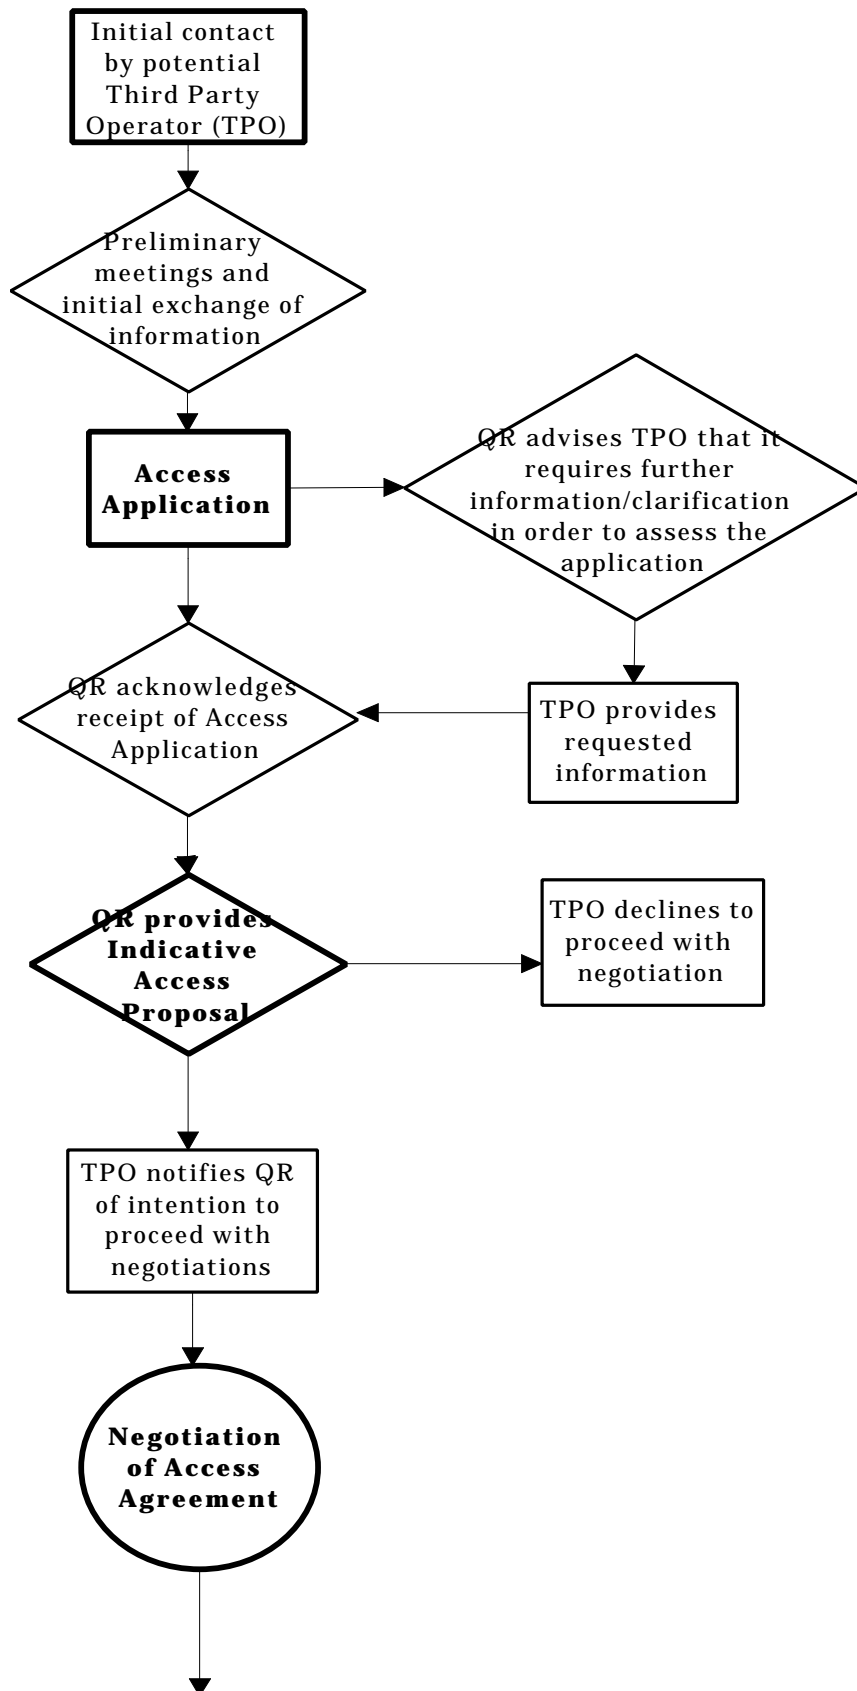 Initial contact
by potential
Third Party
Operator (TPO)
Preliminary
meetings and
initial exchange of
information
Access
Application
QR advises TPO that it
requires further
information/clarification
in order to assess the
application
QR acknowledges
receipt of Access
Application
TPO provides
requested
information
QR provides
Indicative
Access
Proposal
TPO declines to
proceed with
negotiation
TPO notifies QR
of intention to
proceed with
negotiations
Negotiation
of Access
Agreement